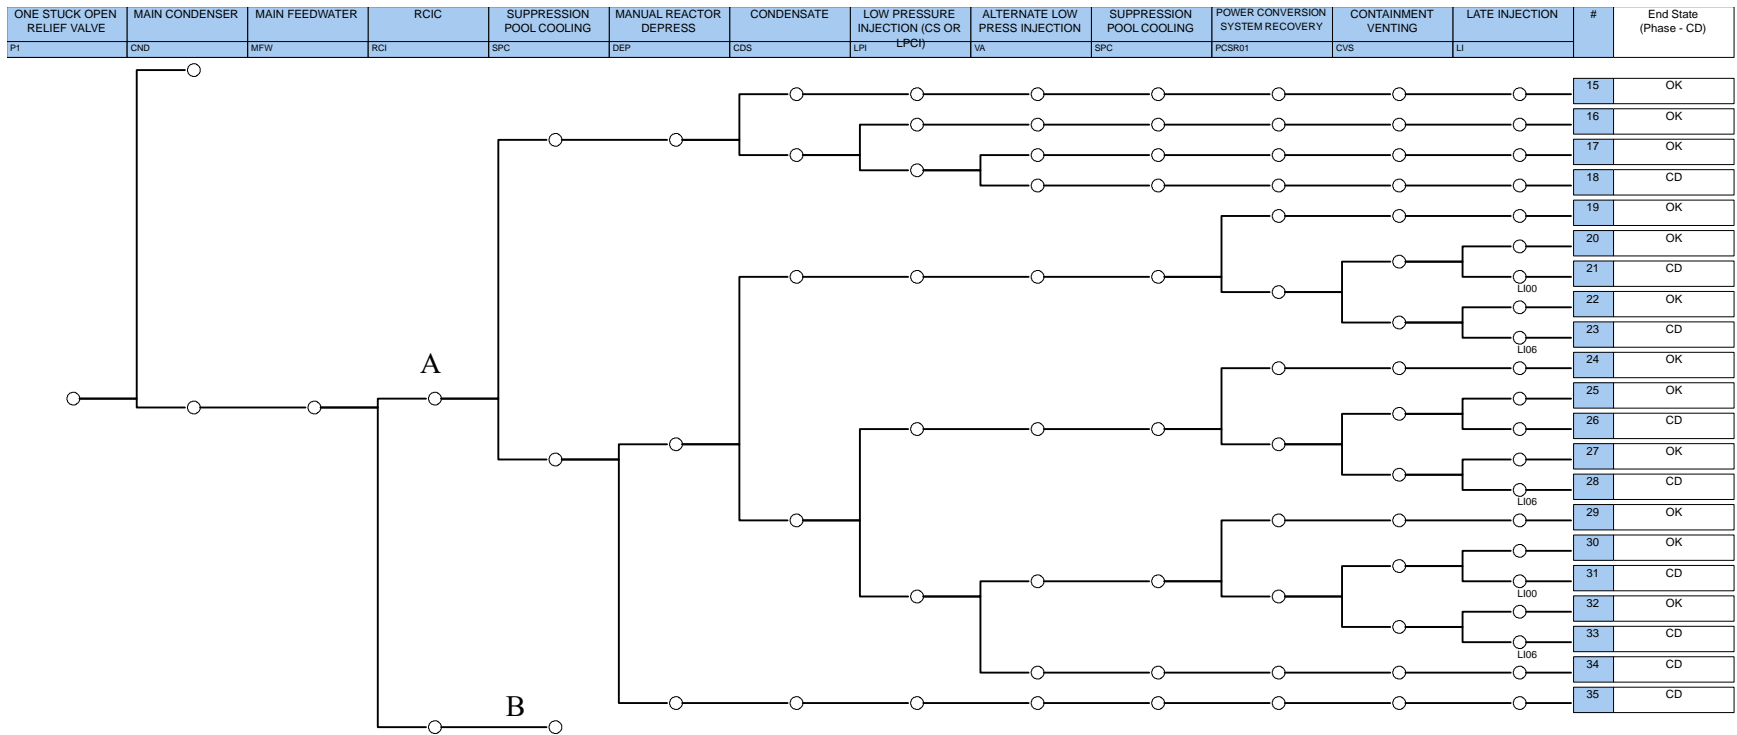 ONE STUCK OPEN
RELIEF VALVE
P1
MAIN CONDENSER
CND
MAIN FEEDWATER
MFW
RCIC
RCI
SUPPRESSION
POOL COOLING
SPC
MANUAL REACTOR
DEPRESS
DEP
CONDENSATE
CDS
LOW PRESSURE
INJECTION (CS OR
LPCI)
LPI
ALTERNATE LOW
PRESS INJECTION
VA
SUPPRESSION
POOL COOLING
SPC
POWER CONVERSION
SYSTEM RECOVERY
PCSR01
CONTAINMENT
VENTING
CVS
LATE INJECTION
LI
#
End State
(Phase - CD)
15 OK
16 OK
17 OK
18 CD
19 OK
20 OK
21 CD
LI00
22 OK
23 CD
LI06
24 OK
A
25 OK
26 CD
27 OK
28 CD
LI06
29 OK
30 OK
31 CD
LI00
32 OK
33 CD
LI06
34 CD
35 CD
B